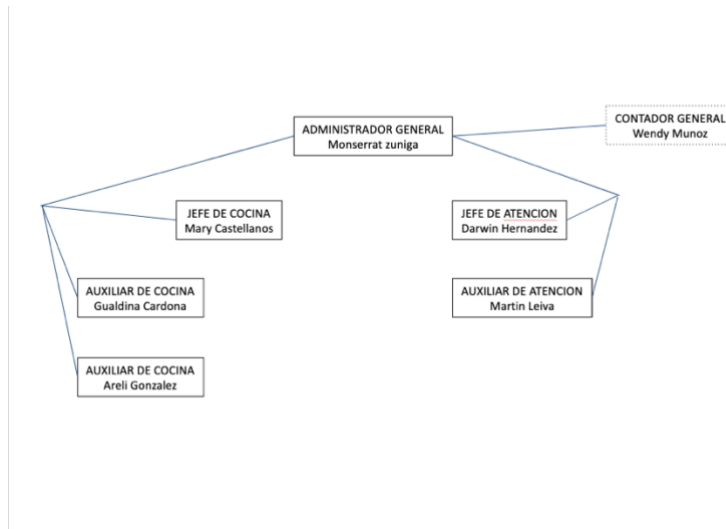 ADMINISTRADOR GENERAL
Monserrat zuniga
CONTADOR GENERAL
Wendy Munoz
JEFE DE COCINA
Mary Castellanos
JEFE DE ATENCION
Darwin Hernandez
AUXILIAR DE COCINA
Gualdina Cardona
AUXILIAR DE ATENCION
Martin Leiva
AUXILIAR DE COCINA
Areli Gonzalez